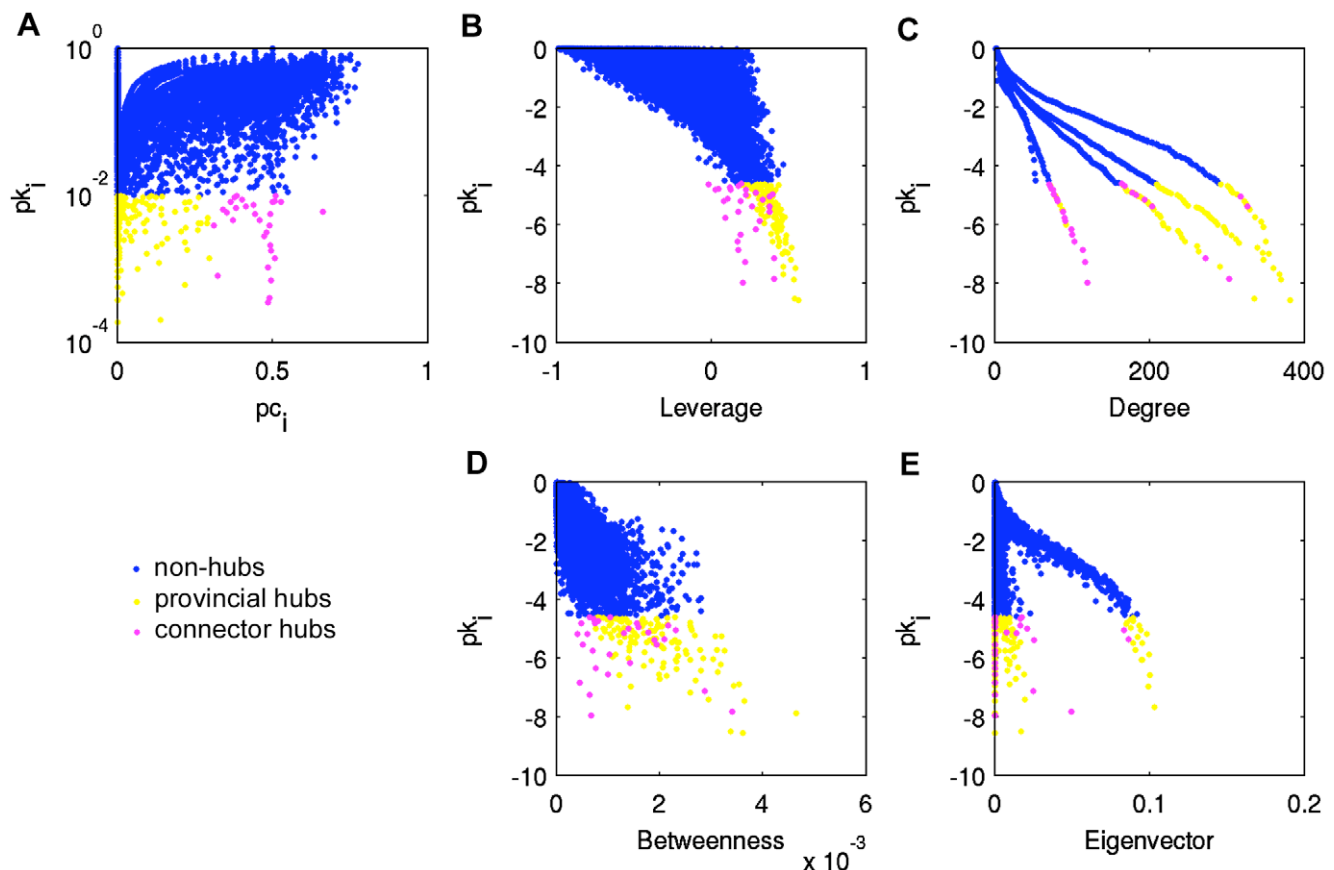 A
B
C
10^0
10^-2
10^-4
pk_i
0
0.5
1
pc_i
0
-2
-4
-6
-8
-10
pk_i
-1
0
1
Leverage
0
-2
-4
-6
-8
-10
pk_i
0
200
400
Degree
D
E
non-hubs
provincial hubs
connector hubs
0
-2
-4
-6
-8
-10
pk_i
0
2
4
6
Betweenness
x 10^-3
0
-2
-4
-6
-8
-10
pk_i
0
0.1
0.2
Eigenvector